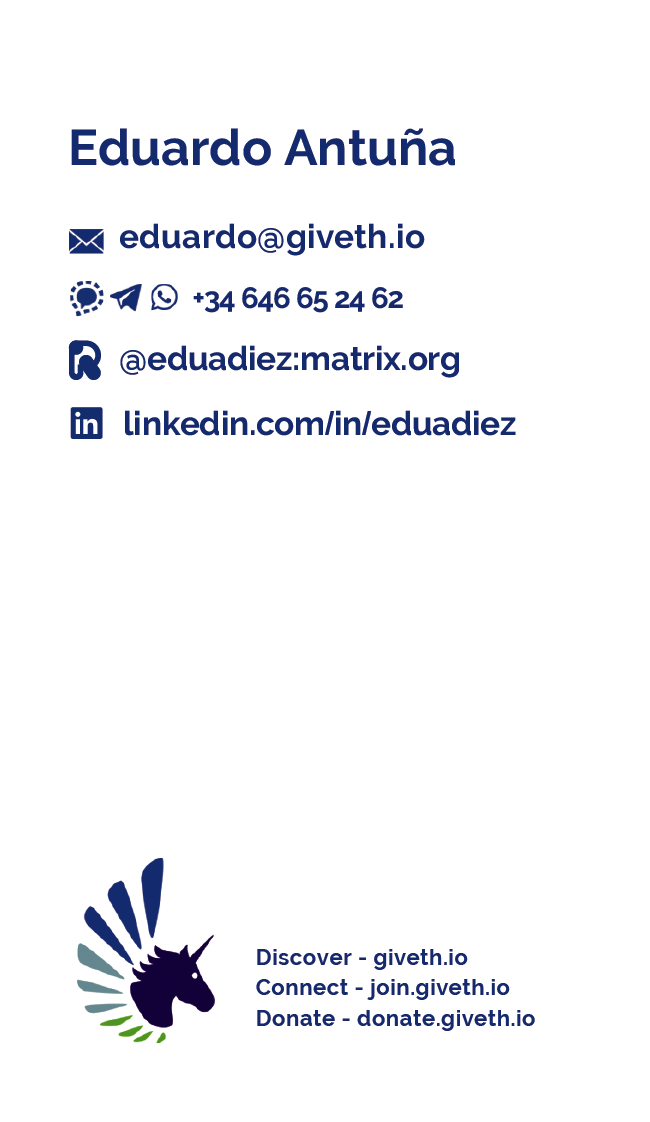 Eduardo Antuña
eduardo@giveth.io
+34 646 65 24 62
@eduadiez:matrix.org
linkedin.com/in/eduadiez
Discover - giveth.io
Connect - join.giveth.io
Donate - donate.giveth.io